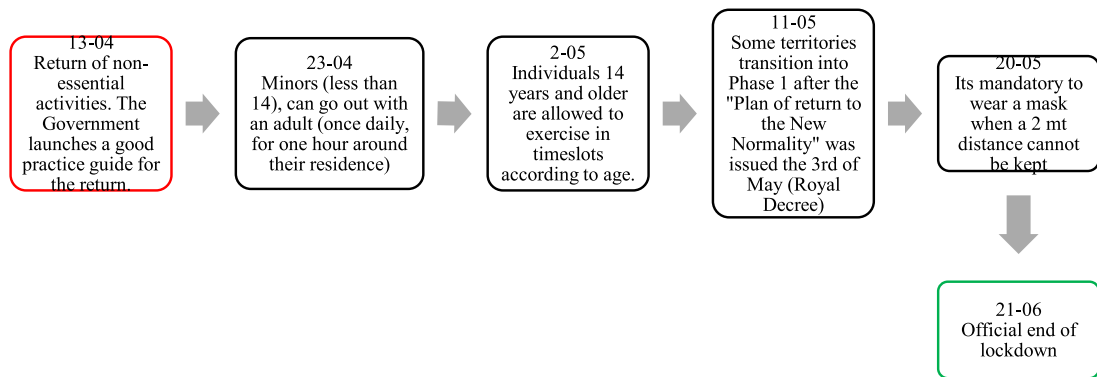 13-04
Return of non-
essential
activities. The
Government
launches a good
practice guide for
the return.
23-04
Minors (less than
14), can go out with
an adult (once daily,
for one hour around
their residence)
2-05
Individuals 14
years and older
are allowed to
exercise in
timeslots
according to age.
11-05
Some territories
transition into
Phase 1 after the
"Plan of return to
the New
Normality" was
issued the 3rd of
May (Royal
Decree)
20-05
Its mandatory to
wear a mask
when a 2 mt
distance cannot
be kept
21-06
Official end of
lockdown